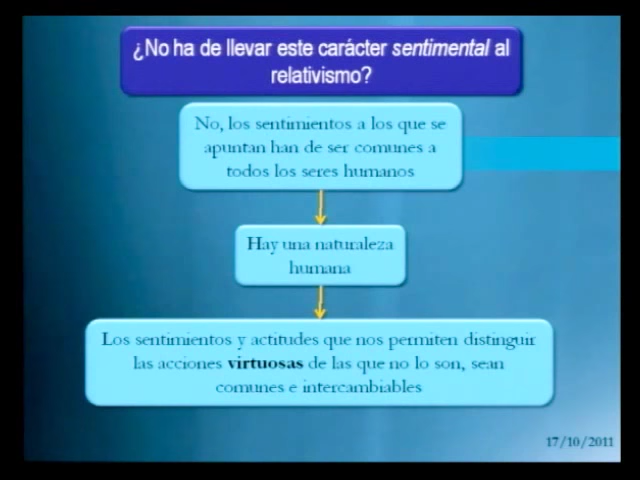 ¿No ha de llevar este carácter sentimental al
relativismo?
No, los sentimientos a los que se
apuntan han de ser comunes a
todos los seres humanos
Hay una naturaleza
humana
Los sentimientos y actitudes que nos permiten distinguir
las acciones virtuosas de las que no lo son, sean
comunes e intercambiables
17/10/2011